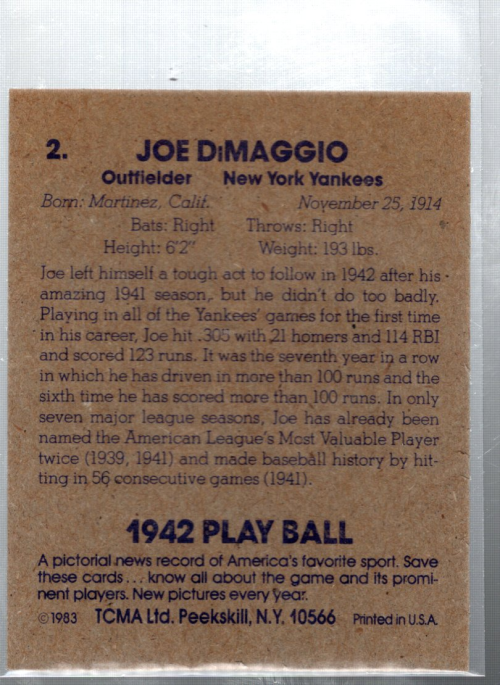 2. JOE DiMAGGIO
Outfielder New York Yankees
Born: Martinez, Calif. November 25, 1914
Bats: Right Throws: Right
Height: 6'2" Weight: 193 lbs.
Joe left himself a tough act to follow in 1942 after his
amazing 1941 season, but he didn't do too badly.
Playing in all of the Yankees' games for the first time
in his career, Joe hit .305 with 21 homers and 114 RBI
and scored 123 runs. It was the seventh year in a row
in which he has driven in more than 100 runs and the
sixth time he has scored more than 100 runs. In only
seven major league seasons, Joe has already been
named the American League's Most Valuable Player
twice (1939, 1941) and made baseball history by hit-
ting in 56 consecutive games (1941).
1942 PLAY BALL
A pictorial news record of America's favorite sport. Save
these cards . . . know all about the game and its promi-
nent players. New pictures every year.
© 1983 TCMA Ltd. Peekskill, N.Y. 10566 Printed in U.S.A.